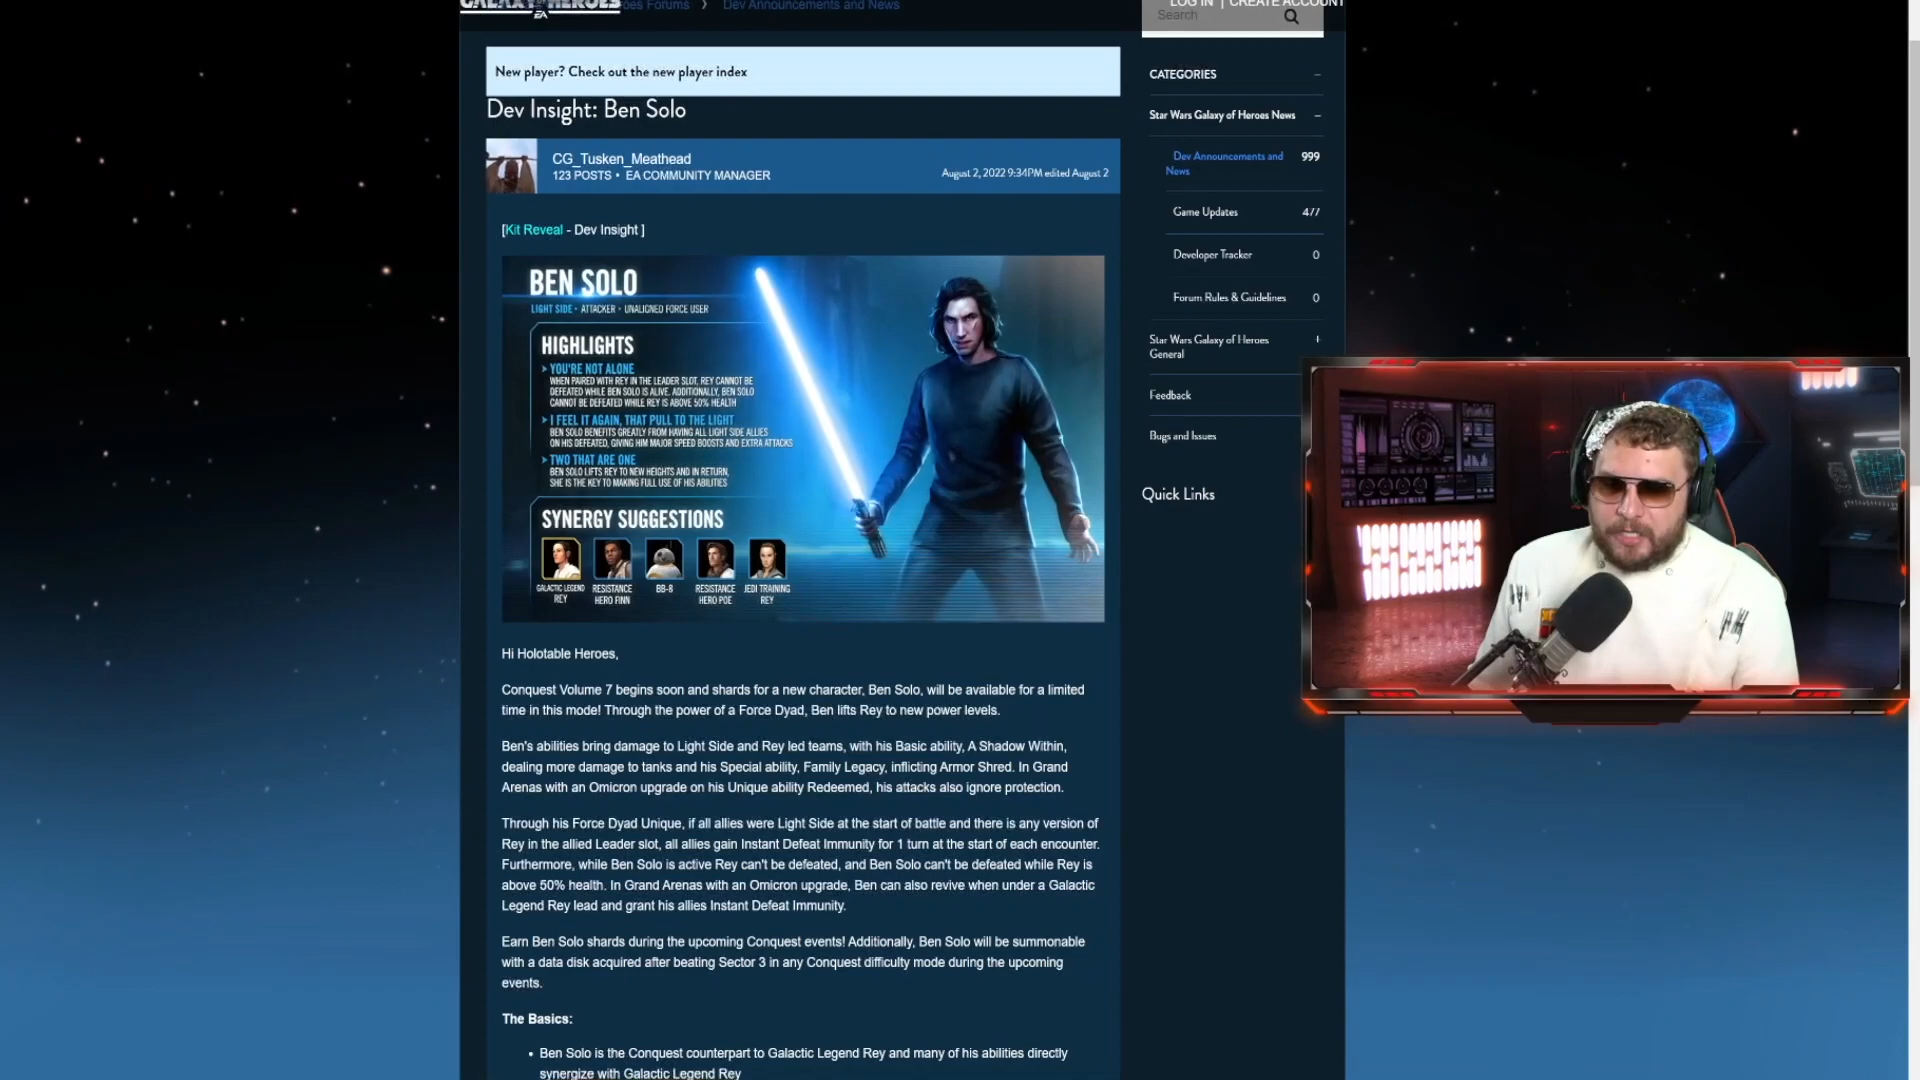 GALAXY HEROES
EA
oes Forums › Dev Announcements and News
LOG IN | CREATE ACCOUNT
Search
New player? Check out the new player index
Dev Insight: Ben Solo
CG_Tusken_Meathead
123 POSTS • EA COMMUNITY MANAGER
August 2, 2022 9:34PM edited August 2
[Kit Reveal - Dev Insight ]
BEN SOLO
LIGHT SIDE • ATTACKER • UNALIGNED FORCE USER
HIGHLIGHTS
YOU'RE NOT ALONE
WHEN PAIRED WITH REY IN THE LEADER SLOT, REY CANNOT BE
DEFEATED WHILE BEN SOLO IS ALIVE. ADDITIONALLY, BEN SOLO
CANNOT BE DEFEATED WHILE REY IS ABOVE 50% HEALTH
I FEEL IT AGAIN, THAT PULL TO THE LIGHT
BEN SOLO BENEFITS GREATLY FROM HAVING ALL LIGHT SIDE ALLIES
ON HIS DEFEATED, GIVING HIM MAJOR SPEED BOOSTS AND EXTRA ATTACKS
TWO THAT ARE ONE
BEN SOLO LIFTS REY TO NEW HEIGHTS AND IN RETURN,
SHE IS THE KEY TO MAKING FULL USE OF HIS ABILITIES
SYNERGY SUGGESTIONS
GALACTIC LEGEND
REY
RESISTANCE
HERO FINN
BB-8
RESISTANCE
HERO POE
JEDI TRAINING
REY
Hi Holotable Heroes,
Conquest Volume 7 begins soon and shards for a new character, Ben Solo, will be available for a limited
time in this mode! Through the power of a Force Dyad, Ben lifts Rey to new power levels.
Ben's abilities bring damage to Light Side and Rey led teams, with his Basic ability, A Shadow Within,
dealing more damage to tanks and his Special ability, Family Legacy, inflicting Armor Shred. In Grand
Arenas with an Omicron upgrade on his Unique ability Redeemed, his attacks also ignore protection.
Through his Force Dyad Unique, if all allies were Light Side at the start of battle and there is any version of
Rey in the allied Leader slot, all allies gain Instant Defeat Immunity for 1 turn at the start of each encounter.
Furthermore, while Ben Solo is active Rey can't be defeated, and Ben Solo can't be defeated while Rey is
above 50% health. In Grand Arenas with an Omicron upgrade, Ben can also revive when under a Galactic
Legend Rey lead and grant his allies Instant Defeat Immunity.
Earn Ben Solo shards during the upcoming Conquest events! Additionally, Ben Solo will be summonable
with a data disk acquired after beating Sector 3 in any Conquest difficulty mode during the upcoming
events.
The Basics:
• Ben Solo is the Conquest counterpart to Galactic Legend Rey and many of his abilities directly
synergize with Galactic Legend Rey
CATEGORIES –
Star Wars Galaxy of Heroes News –
Dev Announcements and 999
News
Game Updates 477
Developer Tracker 0
Forum Rules & Guidelines 0
Star Wars Galaxy of Heroes +
General
Feedback
Bugs and Issues
Quick Links